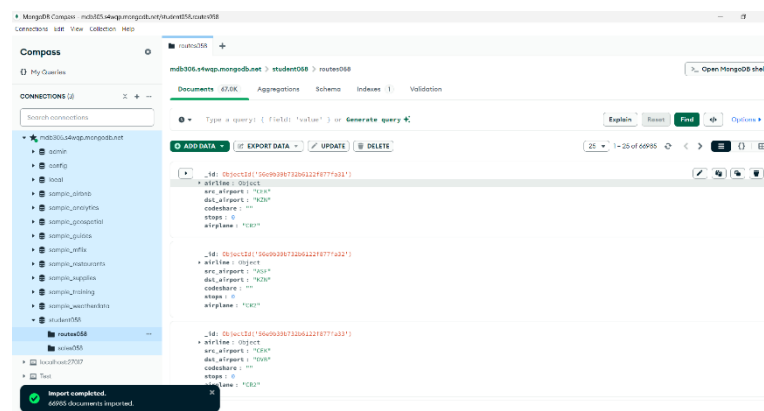 MongoDB Compass - mdb306.s4wqp.mongodb.net/student058.routes058
Connections Edit View Collection Help
Compass
routes058 +
{} My Queries
mdb306.s4wqp.mongodb.net > student058 > routes058
>_ Open MongoDB shel
Documents 67.0K Aggregations Schema Indexes 1 Validation
CONNECTIONS (3)
Search connections
Type a query: { field: 'value' } or Generate query
Explain Reset Find </> Options
mdb306.s4wqp.mongodb.net
ADD DATA EXPORT DATA UPDATE DELETE
25 1 – 25 of 66985
admin
config
local
sample_airbnb
sample_analytics
sample_geospatial
sample_guides
sample_mflix
sample_restaurants
sample_supplies
sample_training
sample_weatherdata
student058
routes058
sales058
localhost:27017
Test
airline : Object
src_airport : "CEK"
dst_airport : "KZN"
codeshare : ""
stops : 0
airplane : "CR2"
airline : Object
src_airport : "ASF"
dst_airport : "KZN"
codeshare : ""
stops : 0
airplane : "CR2"
airline : Object
src_airport : "CEK"
dst_airport : "OVB"
codeshare : ""
stops : 0
airplane : "CR2"
Import completed.
66985 documents imported.